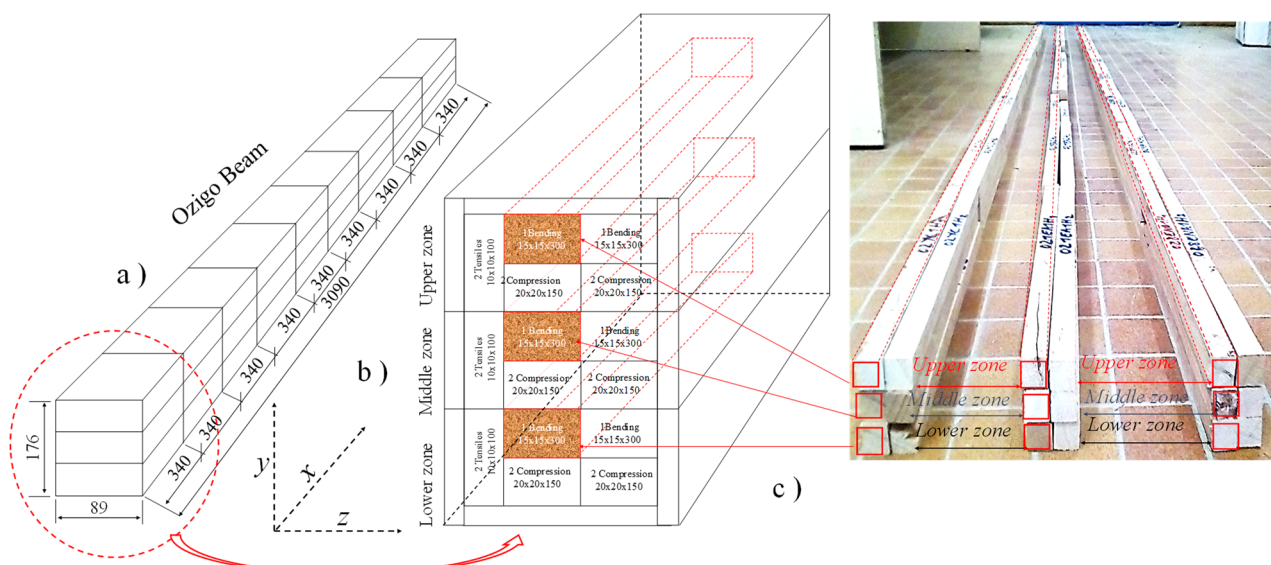 Ozigo Beam
340
340
340
340
340
340
340
340
340
3090
176
89
a )
b )
c )
y
x
z
Upper zone
Middle zone
Lower zone
2 Tensiles
10x10x100
1Bending
15x15x300
1Bending
15x15x300
2Compression
20x20x150
2 Compression
20x20x150
2 Tensiles
10x10x100
1Bending
15x15x300
1Bending
15x15x300
2 Compression
20x20x150
2 Compression
20x20x150
2 Tensiles
10x10x100
1Bending
15x15x300
1Bending
15x15x300
2 Compression
20x20x150
2 Compression
20x20x150
Upper zone
Upper zone
Middle zone
Middle zone
Lower zone
Lower zone